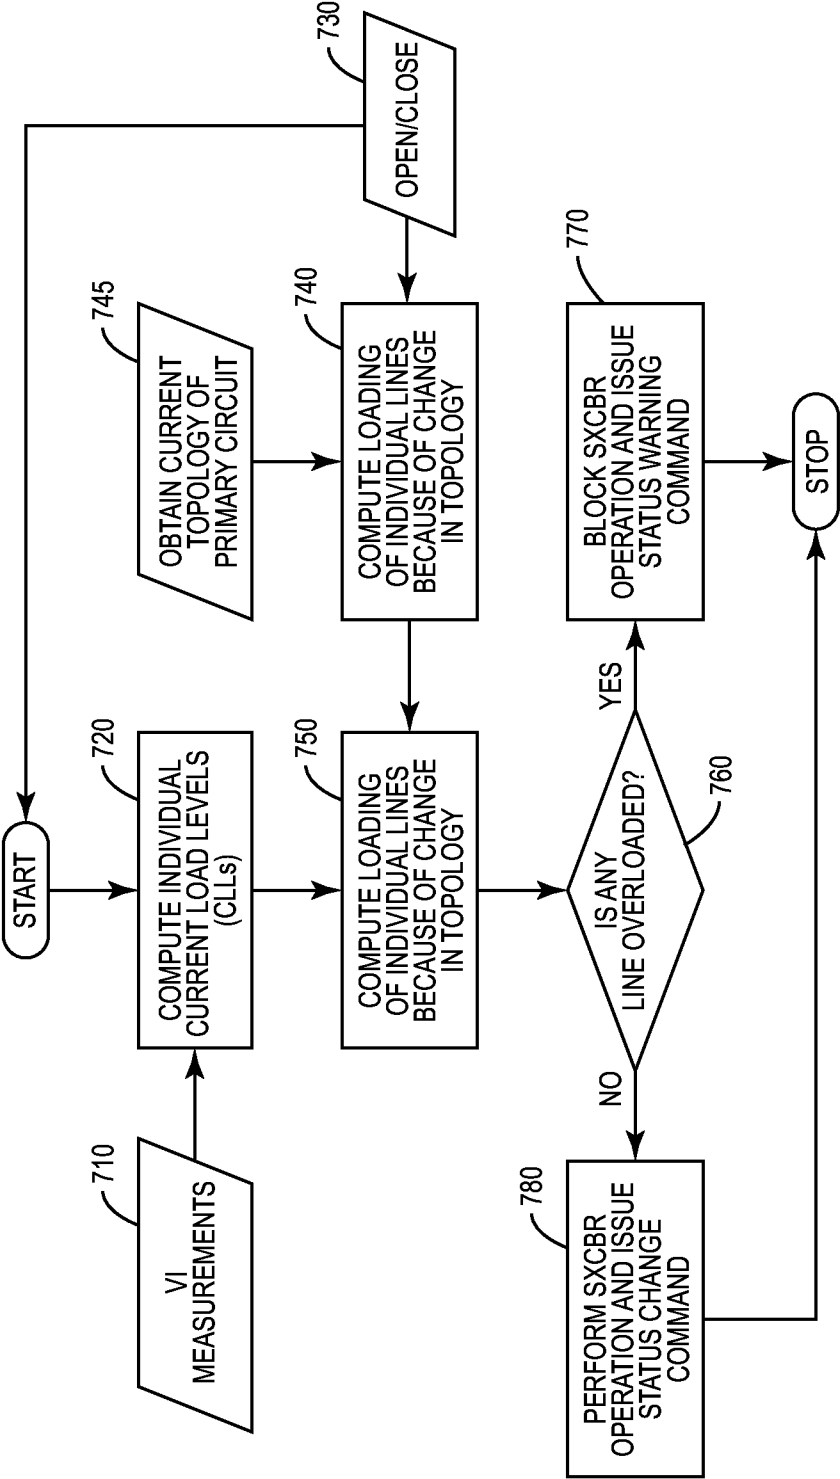 START
710
VI
MEASUREMENTS
720
COMPUTE INDIVIDUAL
CURRENT LOAD LEVELS
(CLLs)
745
OBTAIN CURRENT
TOPOLOGY OF
PRIMARY CIRCUIT
730
OPEN/CLOSE
750
COMPUTE LOADING
OF INDIVIDUAL LINES
BECAUSE OF CHANGE
IN TOPOLOGY
740
COMPUTE LOADING
OF INDIVIDUAL LINES
BECAUSE OF CHANGE
IN TOPOLOGY
780
PERFORM SXCBR
OPERATION AND ISSUE
STATUS CHANGE
COMMAND
NO
IS ANY
LINE OVERLOADED?
760
YES
770
BLOCK SXCBR
OPERATION AND ISSUE
STATUS WARNING
COMMAND
STOP